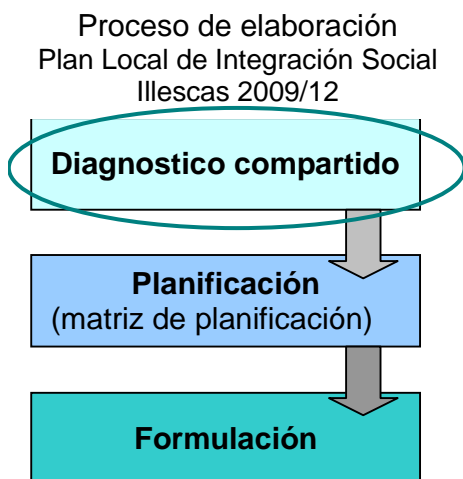 Proceso de elaboración
Plan Local de Integración Social
Illescas 2009/12
Diagnostico compartido
Planificación
(matriz de planificación)
Formulación